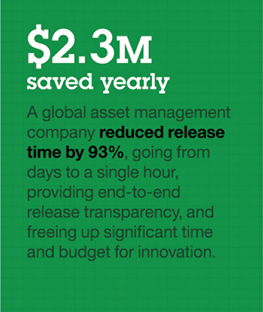 $2.3M
saved yearly
A global asset management
company reduced release
time by 93%, going from
days to a single hour,
providing end-to-end
release transparency, and
freeing up significant time
and budget for innovation.